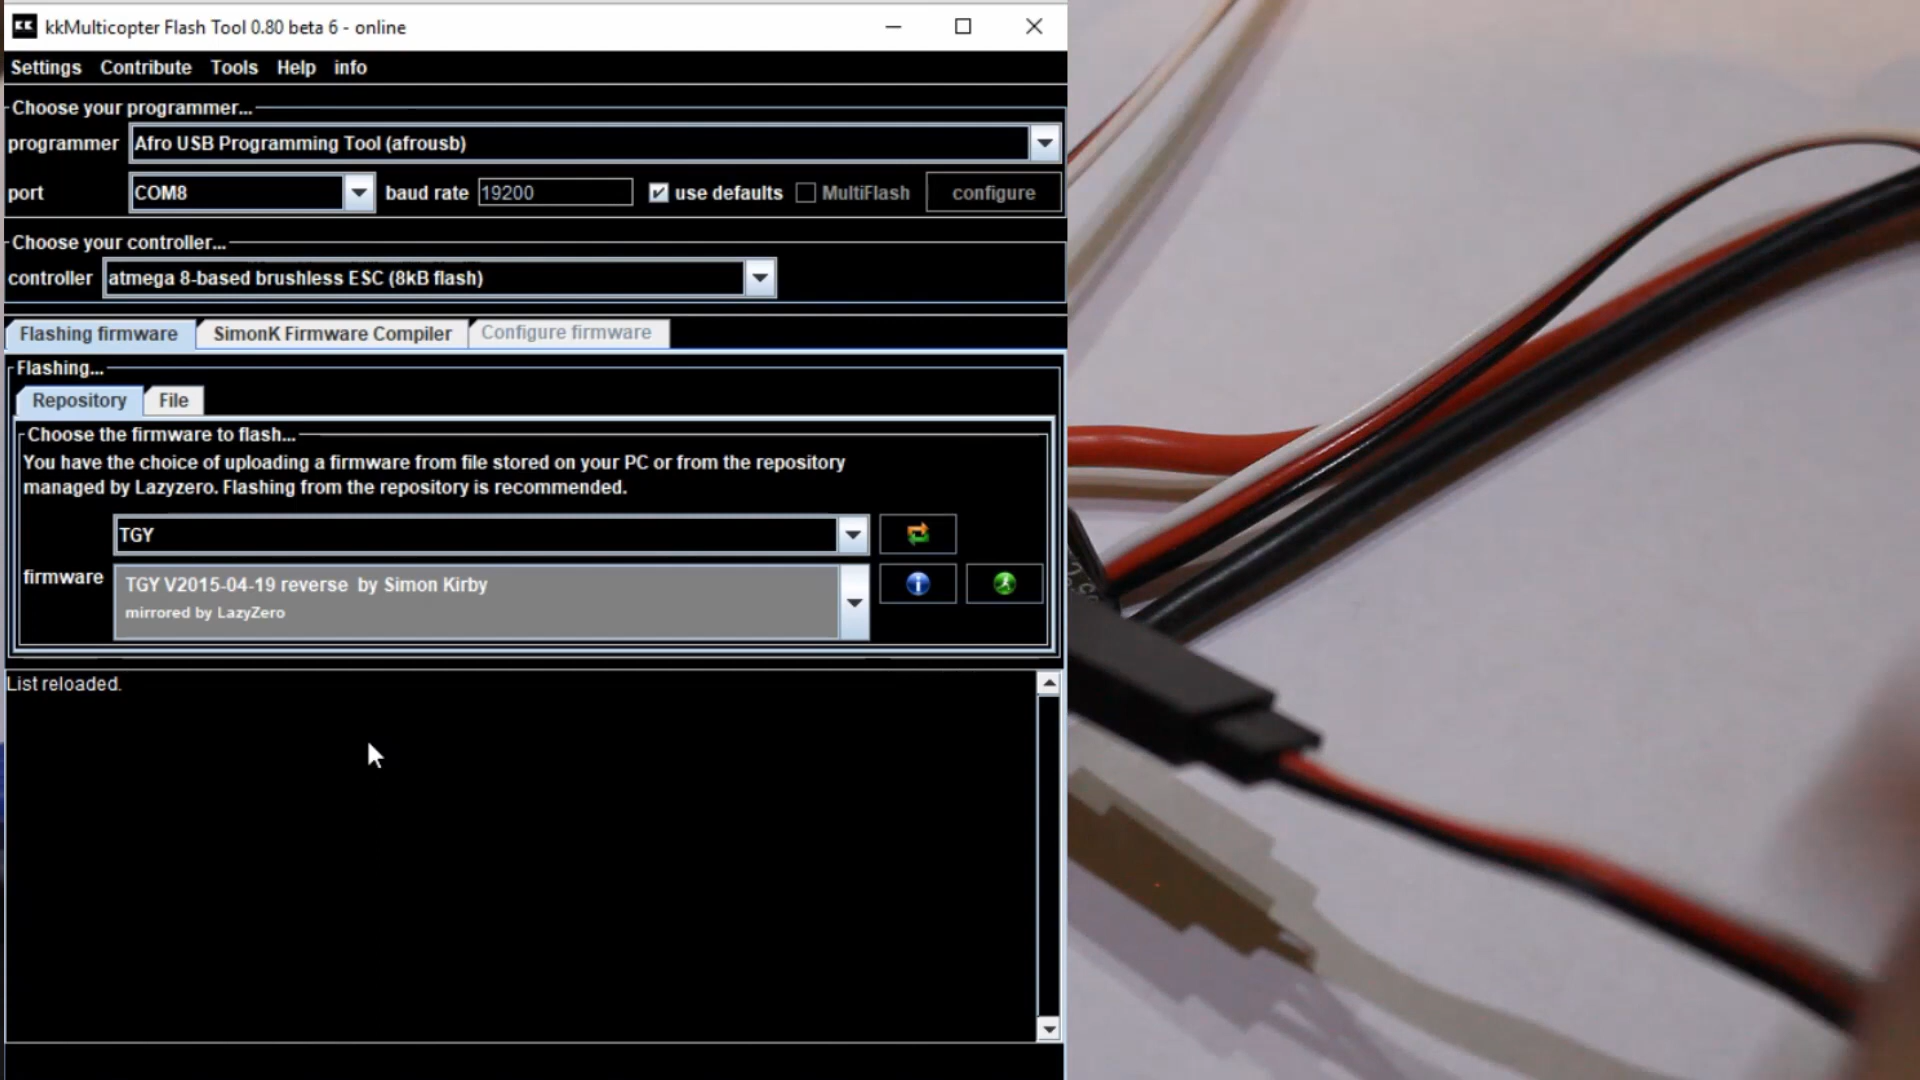 KK kkMulticopter Flash Tool 0.80 beta 6 - online
Settings Contribute Tools Help info
Choose your programmer...
programmer Afro USB Programming Tool (afrousb)
port COM8 baud rate 19200 use defaults MultiFlash configure
Choose your controller...
controller atmega 8-based brushless ESC (8kB flash)
Flashing firmware SimonK Firmware Compiler Configure firmware
Flashing...
Repository File
Choose the firmware to flash...
You have the choice of uploading a firmware from file stored on your PC or from the repository
managed by Lazyzero. Flashing from the repository is recommended.
TGY
firmware TGY V2015-04-19 reverse by Simon Kirby
mirrored by LazyZero
List reloaded.